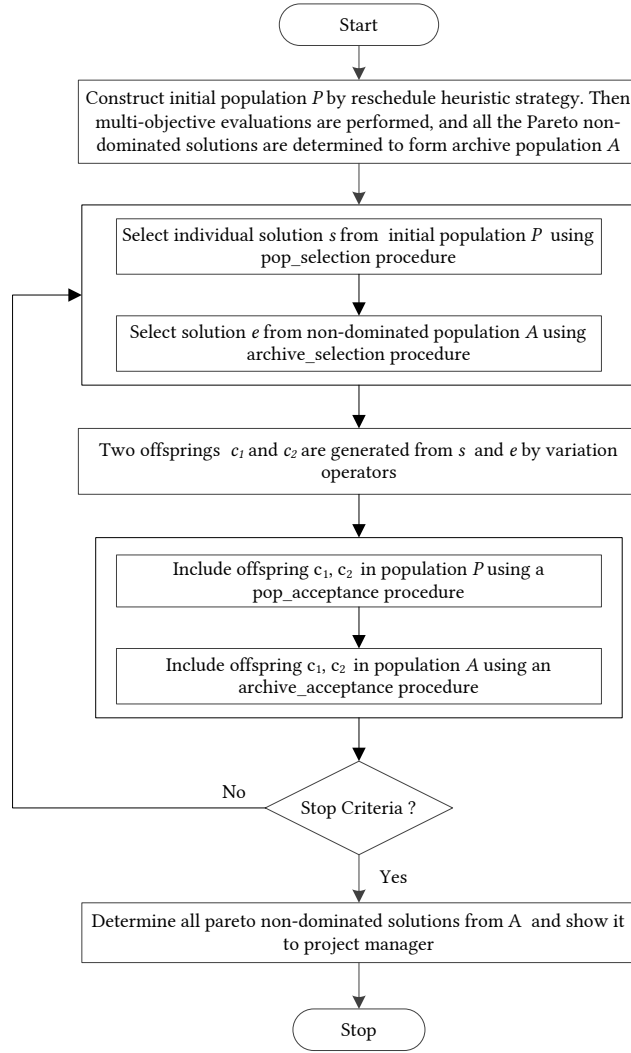 Start
Construct initial population P by reschedule heuristic strategy. Then
multi-objective evaluations are performed, and all the Pareto non-
dominated solutions are determined to form archive population A
Select individual solution s from initial population P using
pop_selection procedure
Select solution e from non-dominated population A using
archive_selection procedure
Two offsprings c₁ and c₂ are generated from s and e by variation
operators
Include offspring c₁, c₂ in population P using a
pop_acceptance procedure
Include offspring c₁, c₂ in population A using an
archive_acceptance procedure
No
Stop Criteria ?
Yes
Determine all pareto non-dominated solutions from A and show it
to project manager
Stop